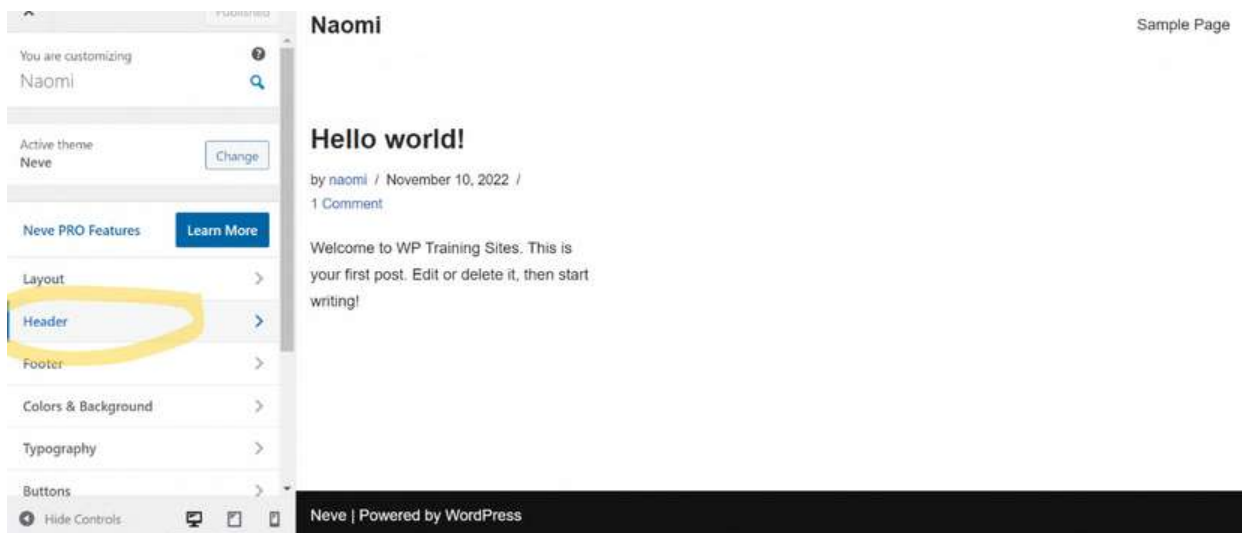 Published
You are customizing
Naomi
Active theme
Neve
Change
Neve PRO Features
Learn More
Layout
Header
Footer
Colors & Background
Typography
Buttons
Hide Controls
Naomi
Sample Page
Hello world!
by naomi / November 10, 2022 /
1 Comment
Welcome to WP Training Sites. This is
your first post. Edit or delete it, then start
writing!
Neve | Powered by WordPress